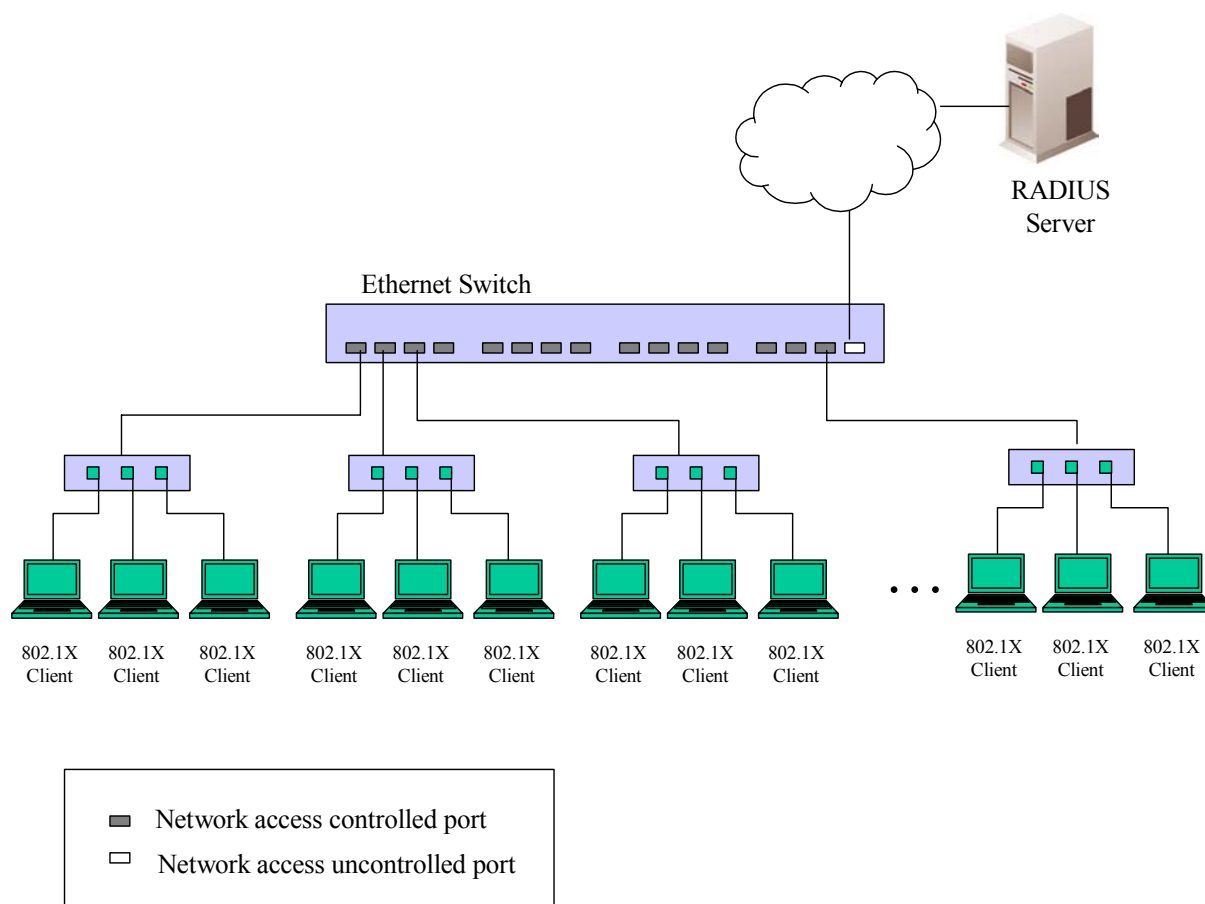 RADIUS
Server
Ethernet Switch
802.1X
Client
802.1X
Client
802.1X
Client
802.1X
Client
802.1X
Client
802.1X
Client
802.1X
Client
802.1X
Client
802.1X
Client
...
802.1X
Client
802.1X
Client
802.1X
Client
Network access controlled port
Network access uncontrolled port